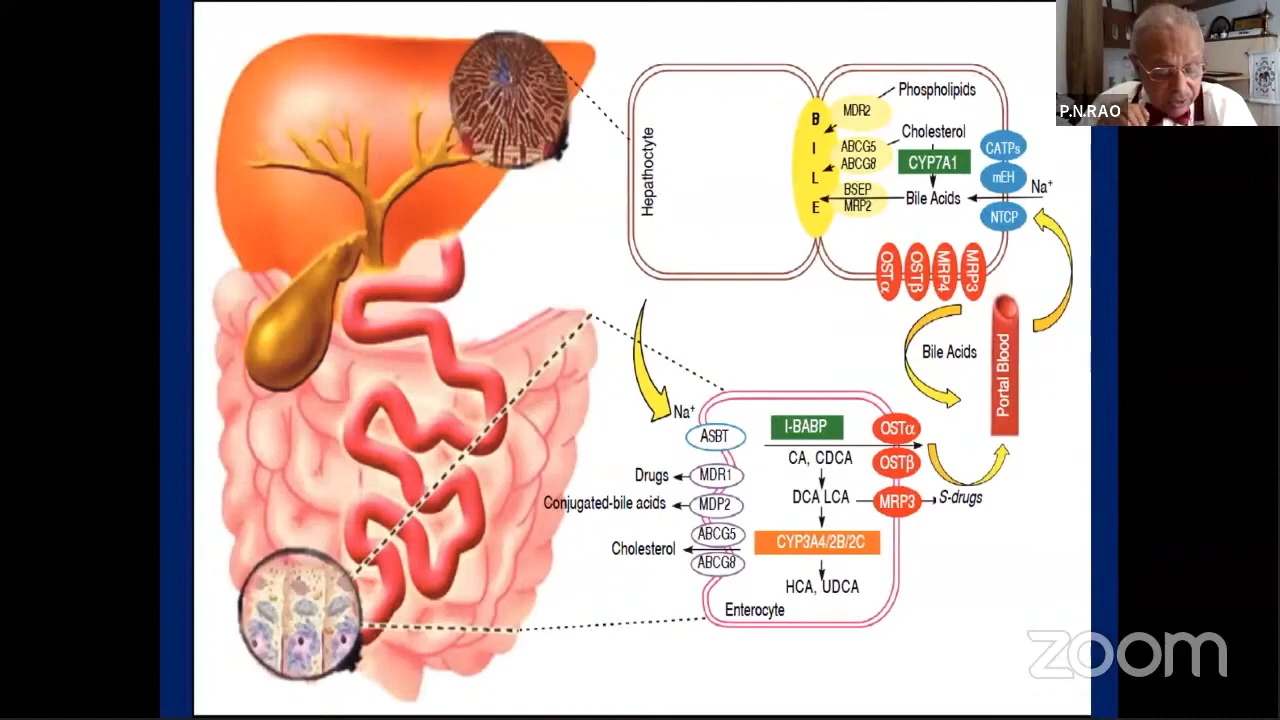 P.N.RAO
Phospholipids
MDR2
Cholesterol
ABCG5
ABCG8
CYP7A1
BSEP
MRP2
Bile Acids
B
I
L
E
Hepatocyte
CATPs
mEH
Na+
NTCP
OSTα
OSTβ
MRP4
MRP3
Bile Acids
Portal Blood
Na+
ASBT
I-BABP
OSTα
CA, CDCA
OSTβ
Drugs
MDR1
DCA LCA
MRP3
S-drugs
Conjugated-bile acids
MDP2
ABCG5
Cholesterol
ABCG8
CYP3A4/2B/2C
HCA, UDCA
Enterocyte
zoom